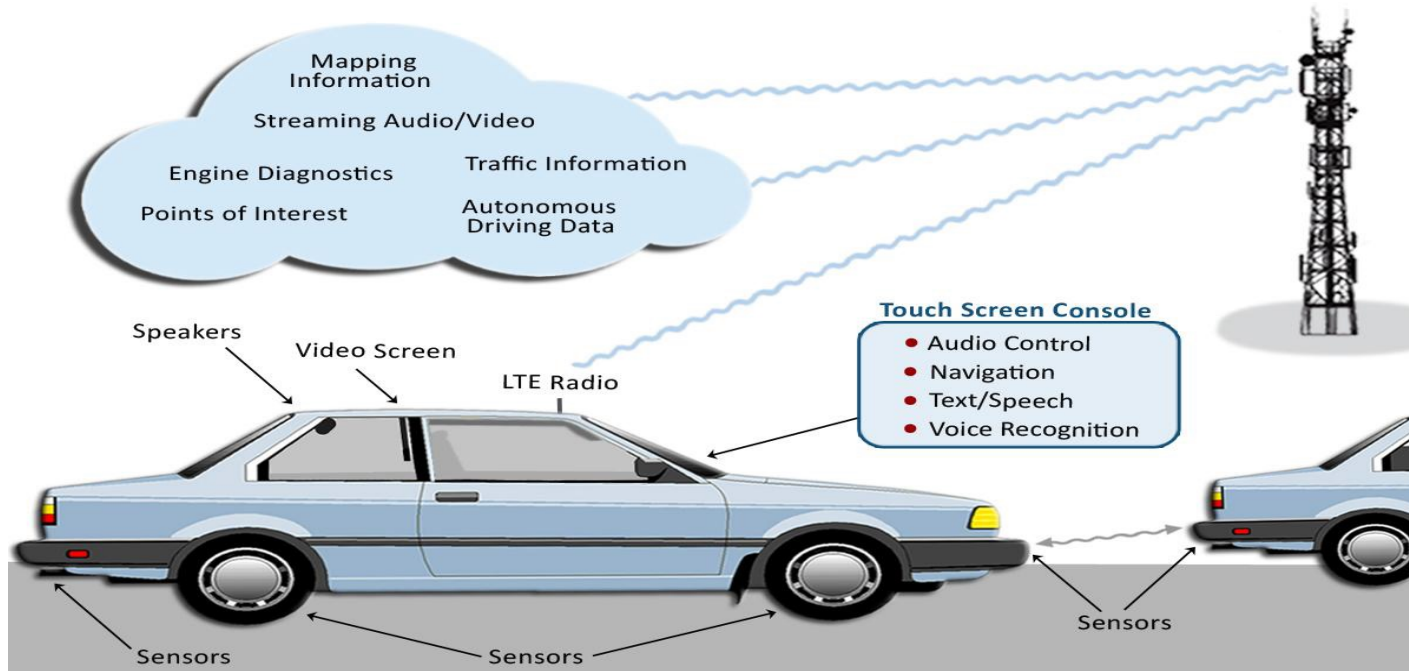 Mapping
Information
Streaming Audio/Video
Engine Diagnostics
Traffic Information
Points of Interest
Autonomous
Driving Data
Touch Screen Console
Audio Control
Navigation
Text/Speech
Voice Recognition
Speakers
Video Screen
LTE Radio
Sensors
Sensors
Sensors